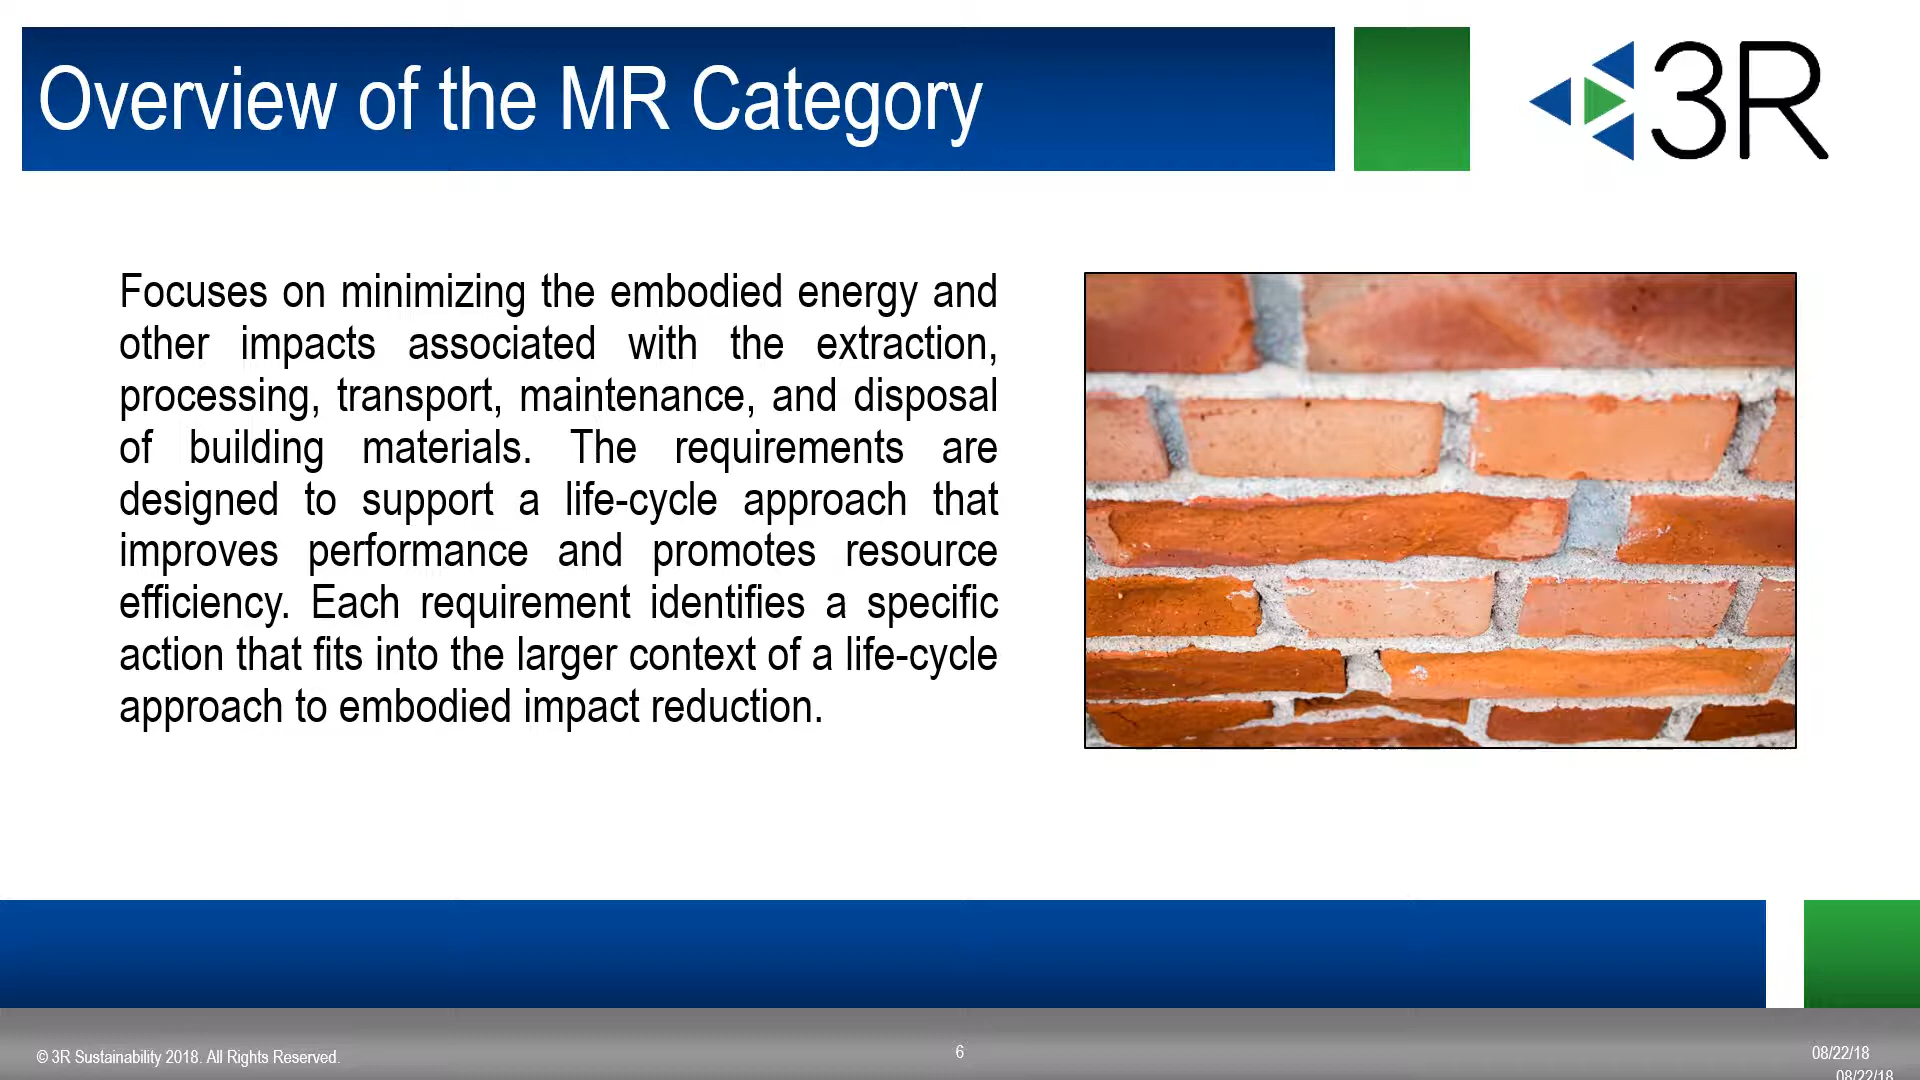 Overview of the MR Category
3R
Focuses on minimizing the embodied energy and
other impacts associated with the extraction,
processing, transport, maintenance, and disposal
of building materials. The requirements are
designed to support a life-cycle approach that
improves performance and promotes resource
efficiency. Each requirement identifies a specific
action that fits into the larger context of a life-cycle
approach to embodied impact reduction.
© 3R Sustainability 2018. All Rights Reserved.
6
08/22/18
08/22/18